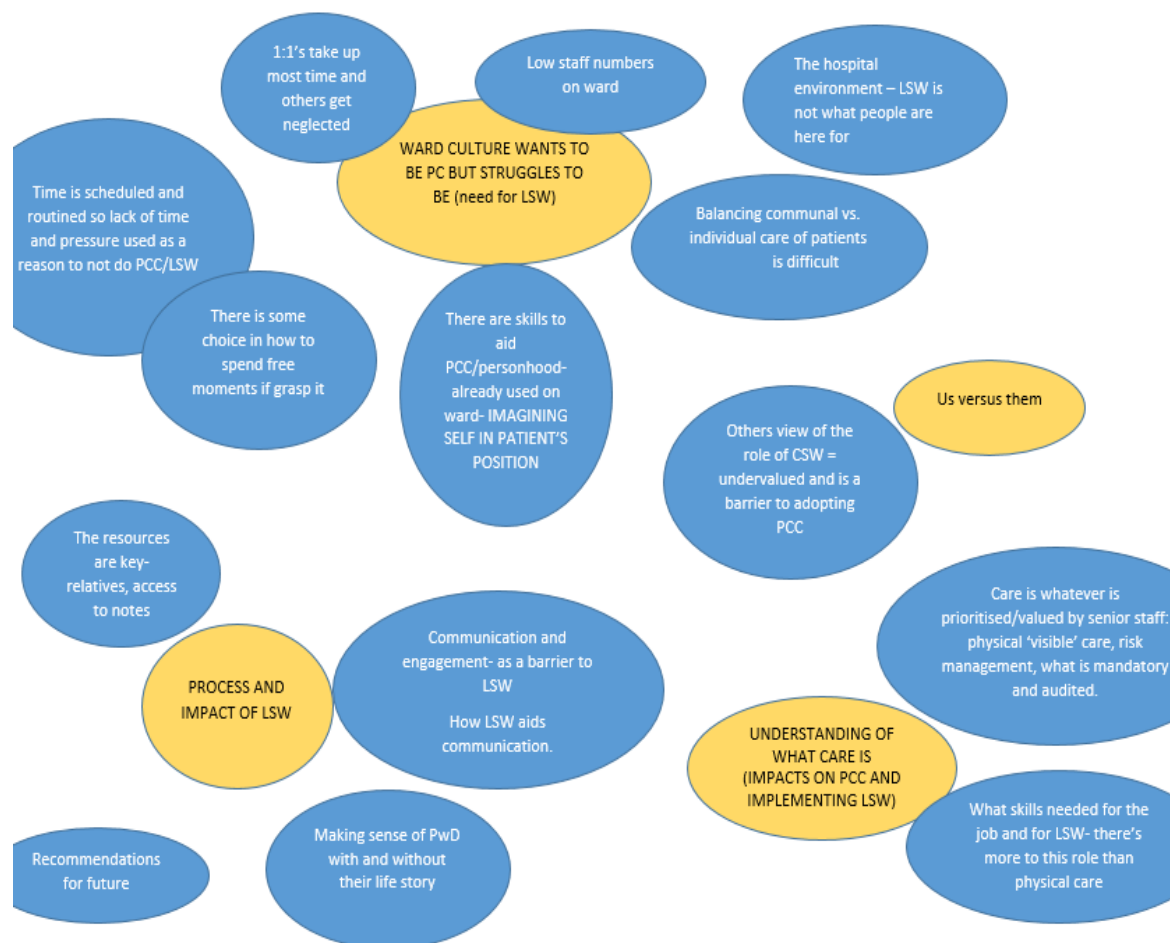 1:1's take up
most time and
others get
neglected
Low staff numbers
on ward
The hospital
environment – LSW is
not what people are
here for
WARD CULTURE WANTS TO
BE PC BUT STRUGGLES TO
BE (need for LSW)
Time is scheduled and
routined so lack of time
and pressure used as a
reason to not do PCC/LSW
Balancing communal vs.
individual care of patients
is difficult
There is some
choice in how to
spend free
moments if grasp it
There are skills to
aid
PCC/personhood-
already used on
ward- IMAGINING
SELF IN PATIENT'S
POSITION
Us versus them
Others view of the
role of CSW =
undervalued and is a
barrier to adopting
PCC
The resources
are key-
relatives, access
to notes
Care is whatever is
prioritised/valued by senior staff:
physical 'visible' care, risk
management, what is mandatory
and audited.
Communication and
engagement- as a barrier to
LSW
How LSW aids
communication.
PROCESS AND
IMPACT OF LSW
UNDERSTANDING OF
WHAT CARE IS
(IMPACTS ON PCC AND
IMPLEMENTING LSW)
What skills needed for the
job and for LSW- there's
more to this role than
physical care
Making sense of PwD
with and without
their life story
Recommendations
for future